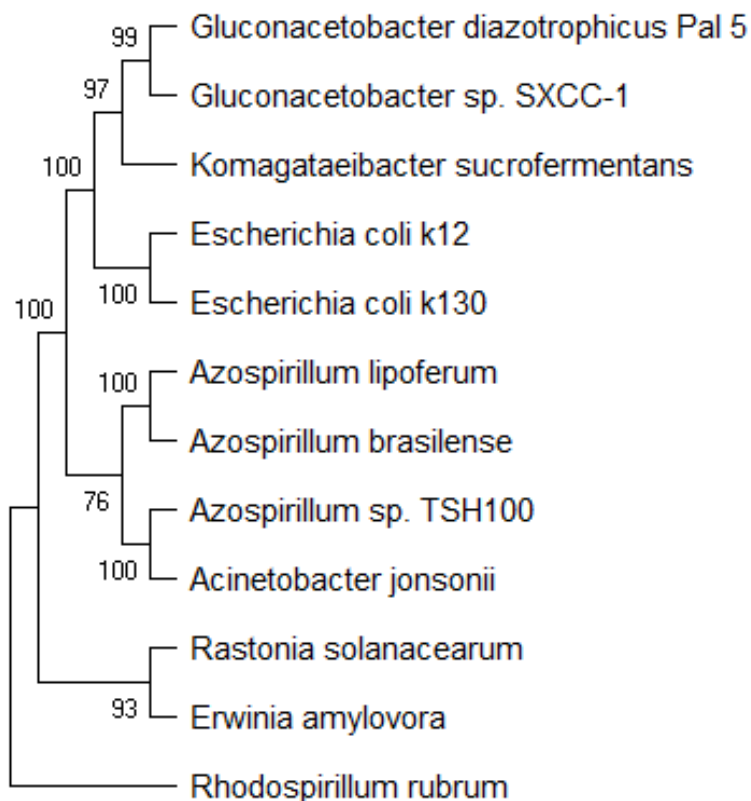 99
Gluconacetobacter diazotrophicus Pal 5
97
Gluconacetobacter sp. SXCC-1
100
Komagataeibacter sucrofermentans
Escherichia coli k12
100
Escherichia coli k130
100
Azospirillum lipoferum
100
Azospirillum brasilense
76
Azospirillum sp. TSH100
100
Acinetobacter jonsonii
Rastonia solanacearum
93
Erwinia amylovora
Rhodospirillum rubrum